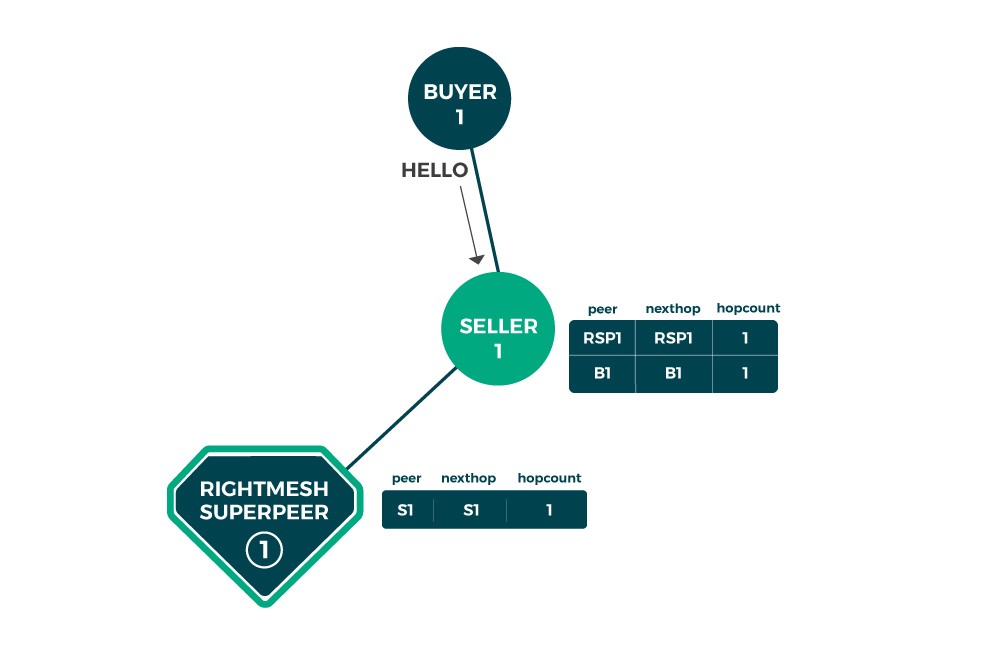 BUYER
1
HELLO
SELLER
1
peer nexthop hopcount
RSP1 RSP1 1
B1 B1 1
RIGHTMESH
SUPERPEER
1
peer nexthop hopcount
S1 S1 1